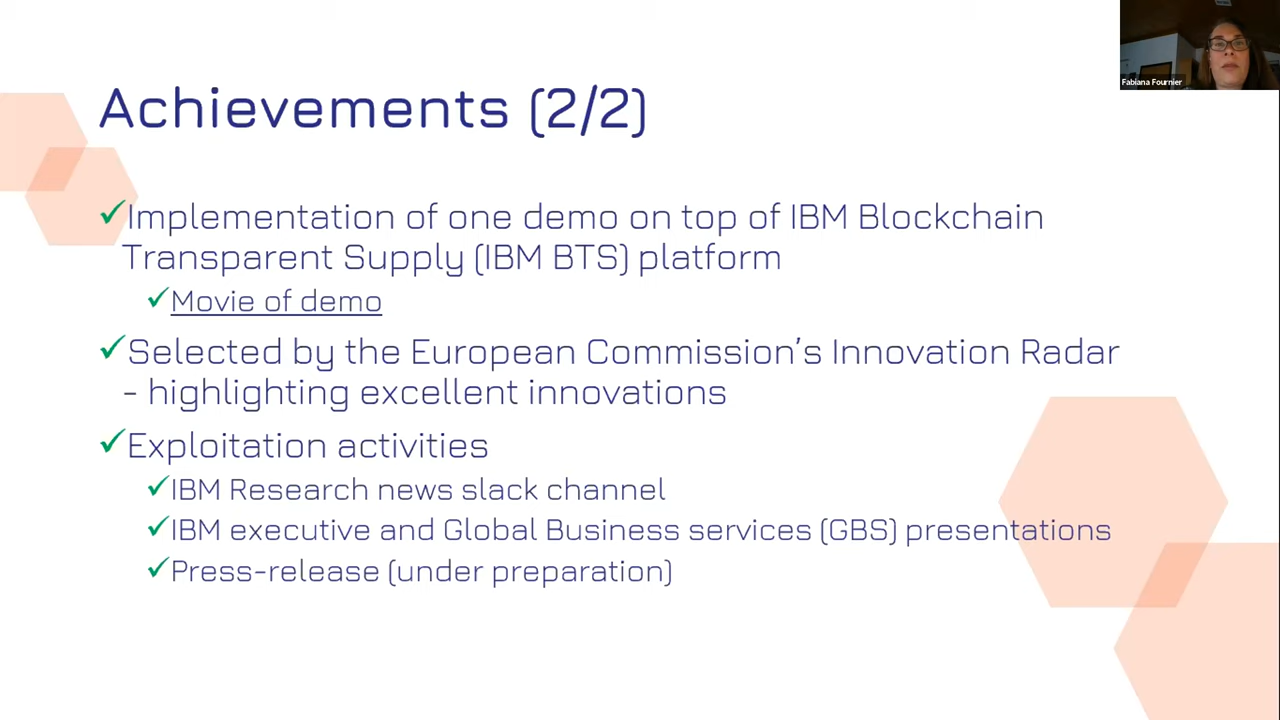 Fabiana Fournier
Achievements (2/2)
Implementation of one demo on top of IBM Blockchain
Transparent Supply (IBM BTS) platform
Movie of demo
Selected by the European Commission's Innovation Radar
- highlighting excellent innovations
Exploitation activities
IBM Research news slack channel
IBM executive and Global Business services (GBS) presentations
Press-release (under preparation)